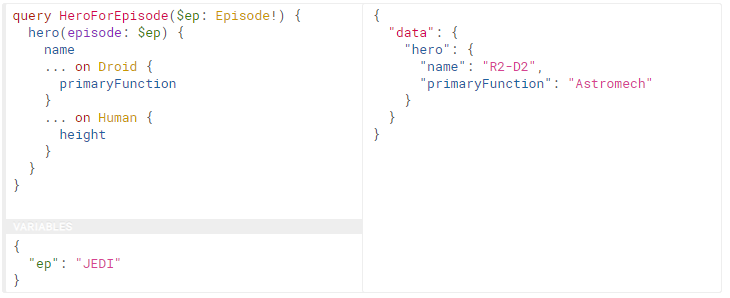 query HeroForEpisode($ep: Episode!) {
  hero(episode: $ep) {
    name
    ... on Droid {
      primaryFunction
    }
    ... on Human {
      height
    }
  }
}
VARIABLES
{
  "ep": "JEDI"
}
{
  "data": {
    "hero": {
      "name": "R2-D2",
      "primaryFunction": "Astromech"
    }
  }
}